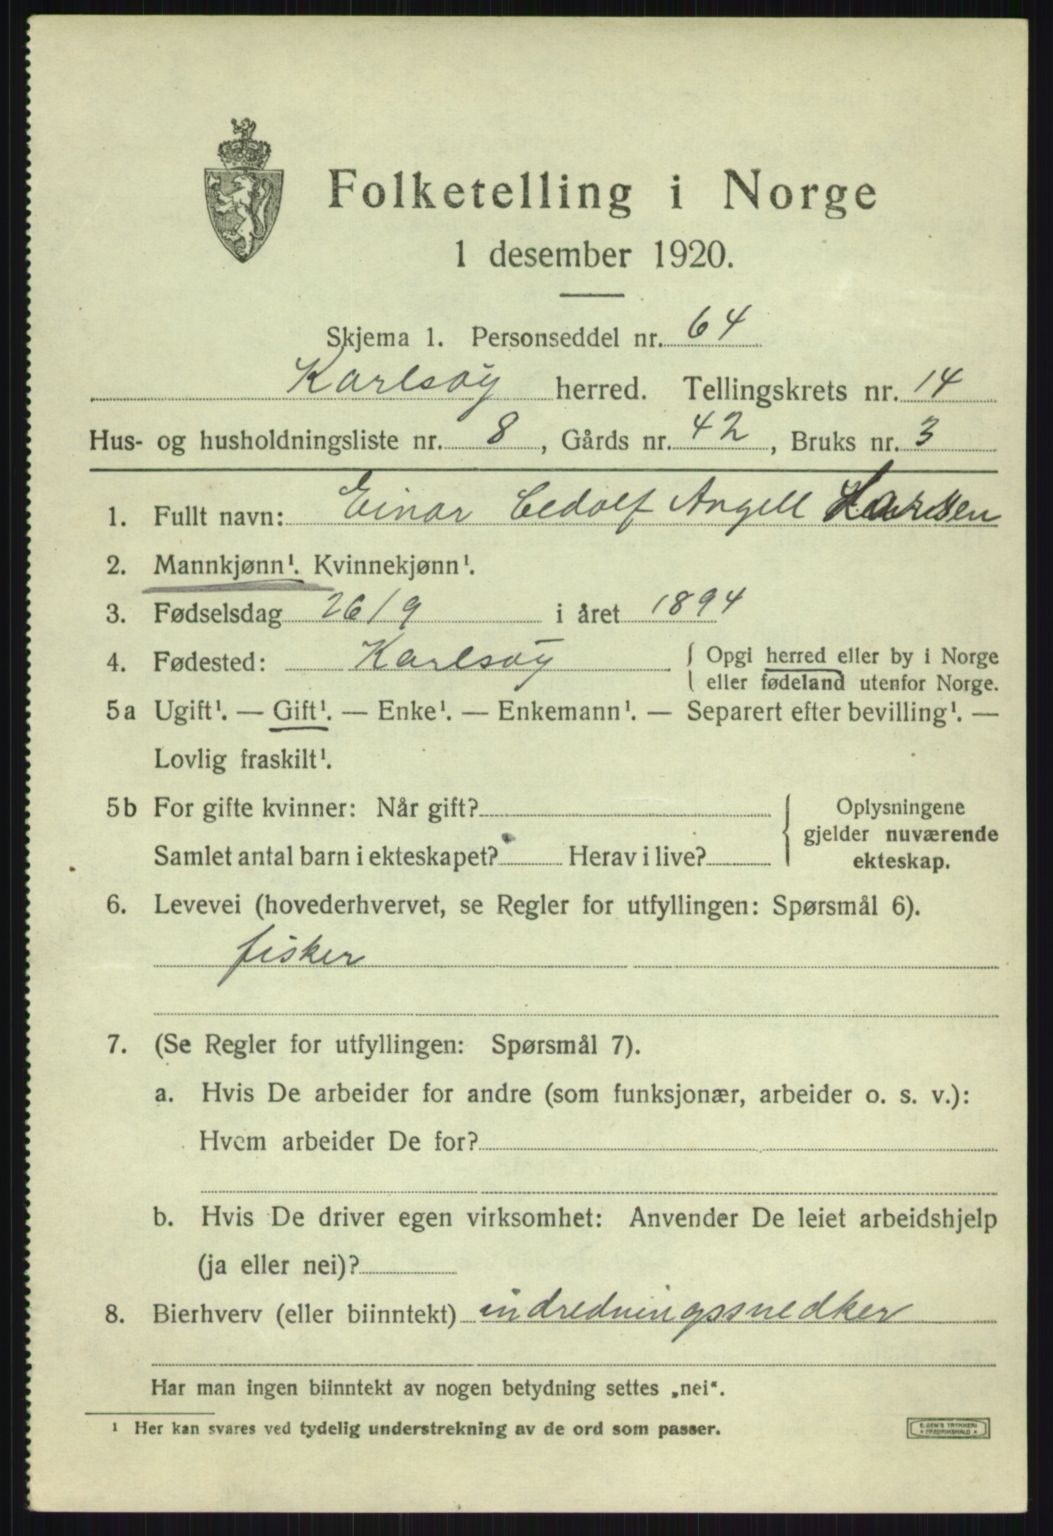 Folketelling i Norge
1 desember 1920.
Skjema 1. Personseddel nr. 64
Karlsøy herred. Tellingskrets nr. 14
Hus- og husholdningsliste nr. 8, Gårds nr. 42, Bruks nr. 3
1. Fullt navn: Einar Edolf Angell Larsen
2. Mannkjønn¹. Kvinnekjønn¹.
3. Fødselsdag 26/9 i året 1894
4. Fødested: Karlsøy { Opgi herred eller by i Norge
eller fødeland utenfor Norge.
5a Ugift¹. — Gift¹. — Enke¹. — Enkemann¹. — Separert efter bevilling¹. —
Lovlig fraskilt¹.
5b For gifte kvinner: Når gift?
Samlet antal barn i ekteskapet? Herav i live?
{ Oplysningene
gjelder nuværende
ekteskap.
6. Levevei (hovederhvervet, se Regler for utfyllingen: Spørsmål 6).
fisker
7. (Se Regler for utfyllingen: Spørsmål 7).
a. Hvis De arbeider for andre (som funksjonær, arbeider o. s. v.):
Hvem arbeider De for?
b. Hvis De driver egen virksomhet: Anvender De leiet arbeidshjelp
(ja eller nei)?
8. Bierhverv (eller biinntekt) indredningssnedker
Har man ingen biinntekt av nogen betydning settes „nei“.
¹ Her kan svares ved tydelig understrekning av de ord som passer.
E. SEM'S TRYKKERI
• FREDRIKSHALD •